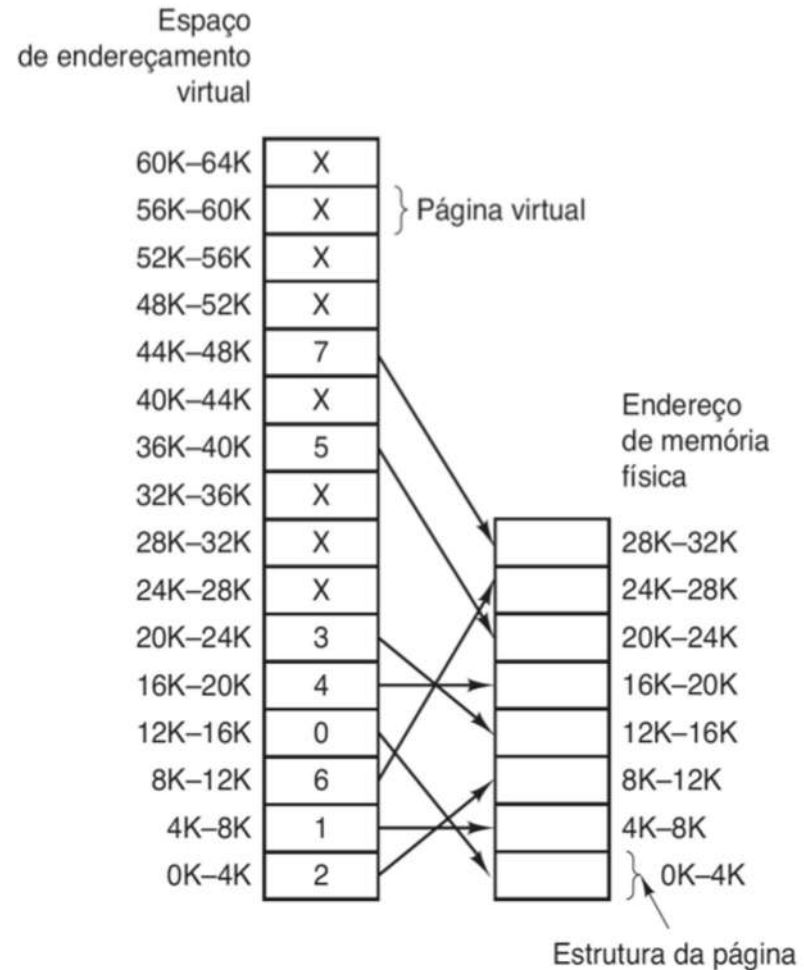 Espaço
de endereçamento
virtual
60K–64K X
56K–60K X Página virtual
52K–56K X
48K–52K X
44K–48K 7
40K–44K X
36K–40K 5
32K–36K X
28K–32K X
24K–28K X
20K–24K 3
16K–20K 4
12K–16K 0
8K–12K 6
4K–8K 1
0K–4K 2
Endereço
de memória
física
28K–32K
24K–28K
20K–24K
16K–20K
12K–16K
8K–12K
4K–8K
0K–4K
Estrutura da página